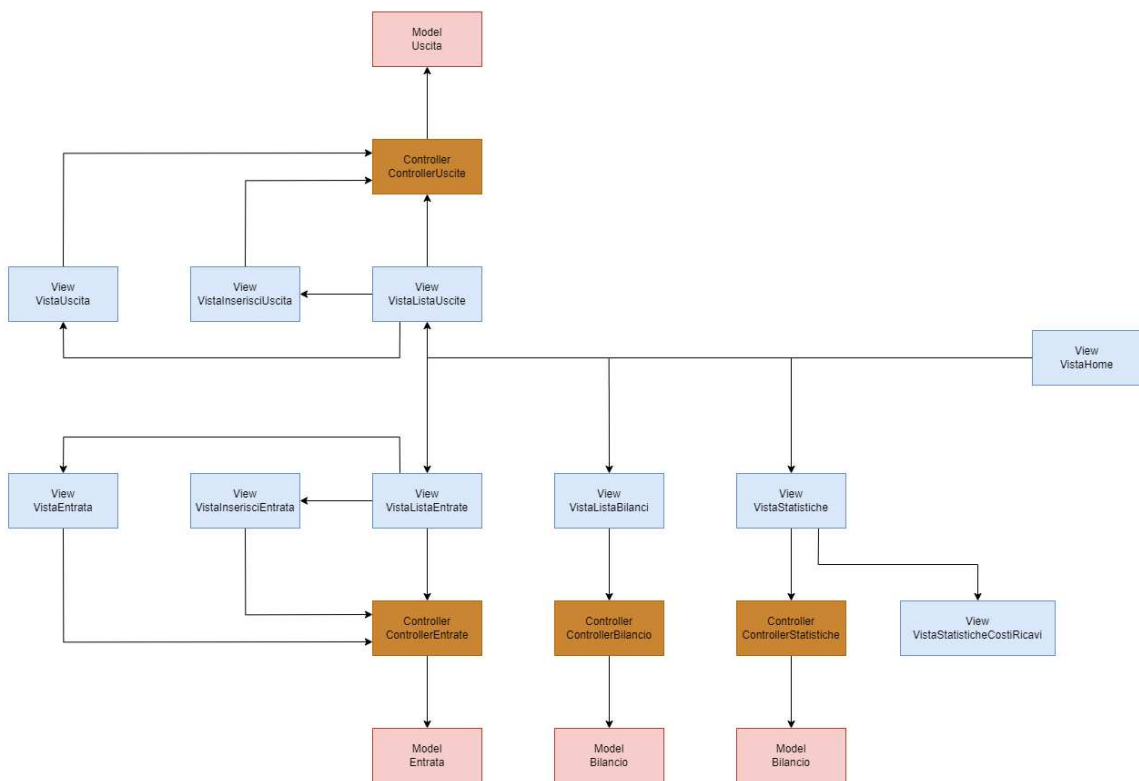 Model
Uscita
Controller
ControllerUscite
View
VistaUscita
View
VistaInserisciUscita
View
VistaListaUscite
View
VistaHome
View
VistaEntrata
View
VistaInserisciEntrata
View
VistaListaEntrate
View
VistaListaBilanci
View
VistaStatistiche
Controller
ControllerEntrate
Controller
ControllerBilancio
Controller
ControllerStatistiche
View
VistaStatisticheCostiRicavi
Model
Entrata
Model
Bilancio
Model
Bilancio